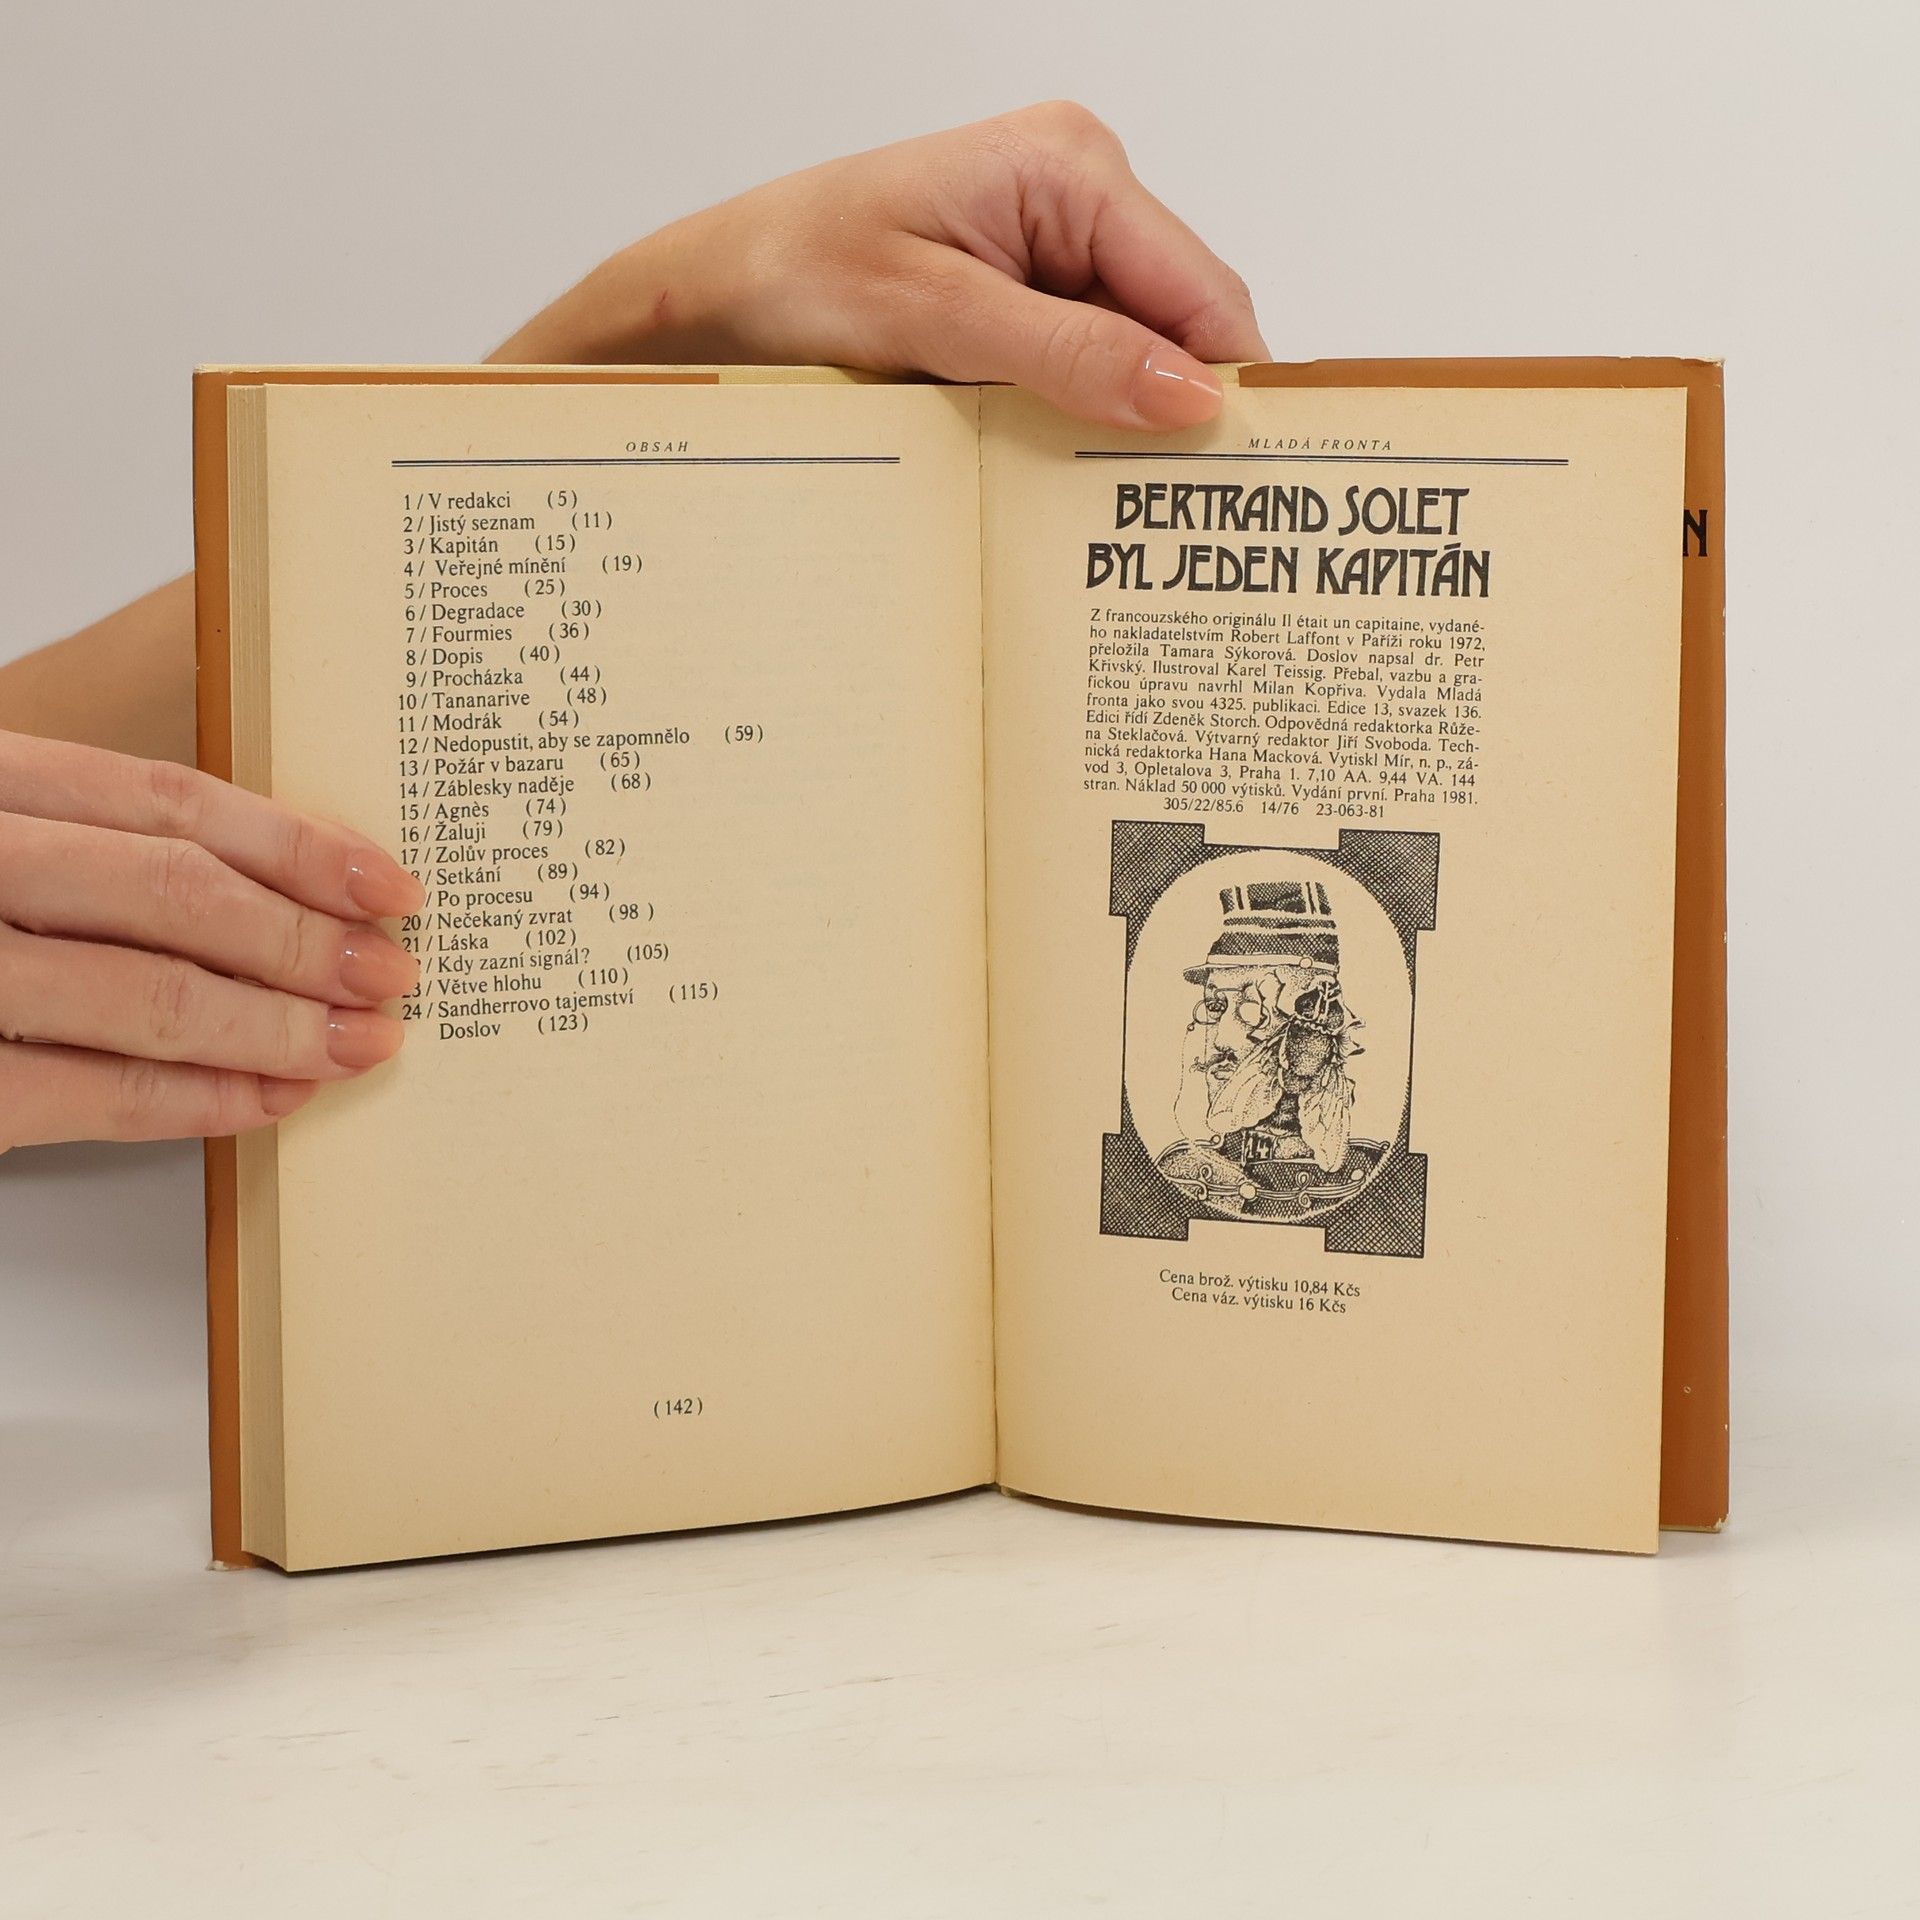 OBSAH
1 / V redakci (5)
2 / Jistý seznam (11)
3 / Kapitán (15)
4 / Veřejné mínění (19)
5 / Proces (25)
6 / Degradace (30)
7 / Fourmies (36)
8 / Dopis (40)
9 / Procházka (44)
10 / Tananarive (48)
11 / Modrák (54)
12 / Nedopustit, aby se zapomnělo (59)
13 / Požár v bazaru (65)
14 / Záblesky naděje (68)
15 / Agnès (74)
16 / Žaluji (79)
17 / Zolův proces (82)
8 / Setkání (89)
/ Po procesu (94)
20 / Nečekaný zvrat (98)
21 / Láska (102)
/ Kdy zazní signál? (105)
23 / Větve hlohu (110)
24 / Sandherrovo tajemství (115)
Doslov (123)
(142)
MLADÁ FRONTA
BERTRAND SOLET
BYL JEDEN KAPITÁN
Z francouzského originálu Il était un capitaine, vydané-
ho nakladatelstvím Robert Laffont v Paříži roku 1972,
přeložila Tamara Sýkorová. Doslov napsal dr. Petr
Křivský. Ilustroval Karel Teissig. Přebal, vazbu a gra-
fickou úpravu navrhl Milan Kopřiva. Vydala Mladá
fronta jako svou 4325. publikaci. Edice 13, svazek 136.
Edici řídí Zdeněk Storch. Odpovědná redaktorka Růže-
na Steklačová. Výtvarný redaktor Jiří Svoboda. Tech-
nická redaktorka Hana Macková. Vytiskl Mír, n. p., zá-
vod 3, Opletalova 3, Praha 1. 7,10 AA. 9,44 VA. 144
stran. Náklad 50 000 výtisků. Vydání první. Praha 1981.
305/22/85.6 14/76 23-063-81
14
Cena brož. výtisku 10,84 Kčs
Cena váz. výtisku 16 Kčs
N